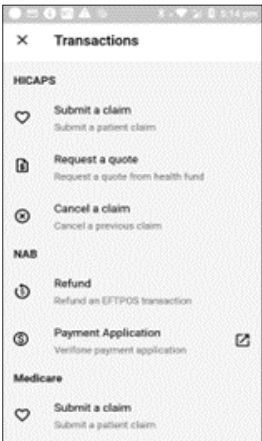 5:14 pm
Transactions
HICAPS
Submit a claim
Submit a patient claim
Request a quote
Request a quote from health fund
Cancel a claim
Cancel a previous claim
NAB
Refund
Refund an EFTPOS transaction
Payment Application
Verifone payment application
Medicare
Submit a claim
Submit a patient claim